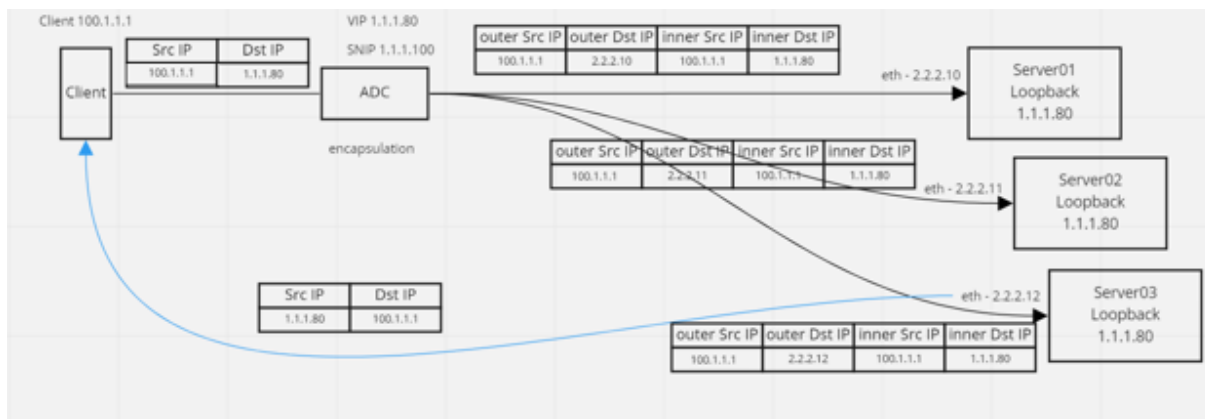 Client 100.1.1.1
VIP 1.1.1.80
SNIP 1.1.1.100
Src IP Dst IP
100.1.1.1 1.1.1.80
Client
ADC
encapsulation
outer Src IP outer Dst IP inner Src IP inner Dst IP
100.1.1.1 2.2.2.10 100.1.1.1 1.1.1.80
eth - 2.2.2.10
Server01
Loopback
1.1.1.80
outer Src IP outer Dst IP inner Src IP inner Dst IP
100.1.1.1 2.2.2.11 100.1.1.1 1.1.1.80
eth - 2.2.2.11
Server02
Loopback
1.1.1.80
Src IP Dst IP
1.1.1.80 100.1.1.1
eth - 2.2.2.12
Server03
Loopback
1.1.1.80
outer Src IP outer Dst IP inner Src IP inner Dst IP
100.1.1.1 2.2.2.12 100.1.1.1 1.1.1.80